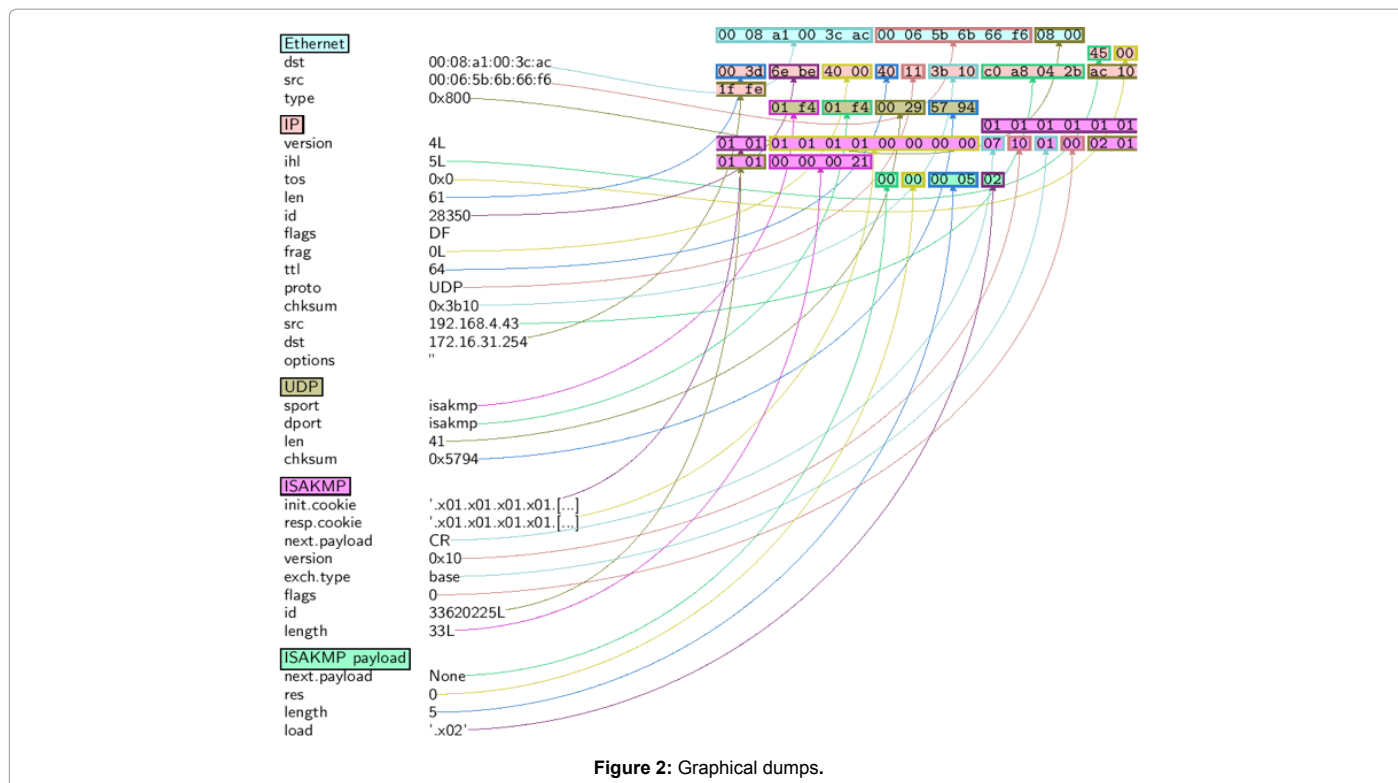 Ethernet
dst 00:08:a1:00:3c:ac
src 00:06:5b:6b:66:f6
type 0x800
IP
version 4L
ihl 5L
tos 0x0
len 61
id 28350
flags DF
frag 0L
ttl 64
proto UDP
chksum 0x3b10
src 192.168.4.43
dst 172.16.31.254
options ''
UDP
sport isakmp
dport isakmp
len 41
chksum 0x5794
ISAKMP
init.cookie '.x01.x01.x01.x01.[...]
resp.cookie '.x01.x01.x01.x01.[...]
next.payload CR
version 0x10
exch.type base
flags 0
id 33620225L
length 33L
ISAKMP payload
next.payload None
res 0
length 5
load '.x02'
00 08 a1 00 3c ac 00 06 5b 6b 66 f6 08 00
45 00
00 3d 6e be 40 00 40 11 3b 10 c0 a8 04 2b ac 10
1f fe
01 f4 01 f4 00 29 57 94
01 01 01 01 01 01
01 01 01 01 01 01 00 00 00 00 07 10 01 00 02 01
01 01 00 00 00 21
00 00 00 05 02
Figure 2: Graphical dumps.